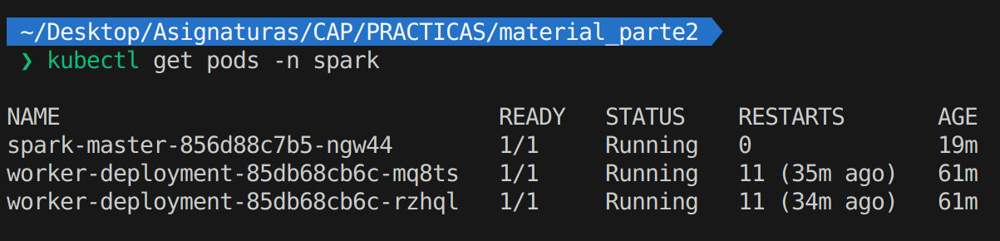 ~/Desktop/Asignaturas/CAP/PRACTICAS/material_parte2
❯ kubectl get pods -n spark
NAME READY STATUS RESTARTS AGE
spark-master-856d88c7b5-ngw44 1/1 Running 0 19m
worker-deployment-85db68cb6c-mq8ts 1/1 Running 11 (35m ago) 61m
worker-deployment-85db68cb6c-rzhql 1/1 Running 11 (34m ago) 61m